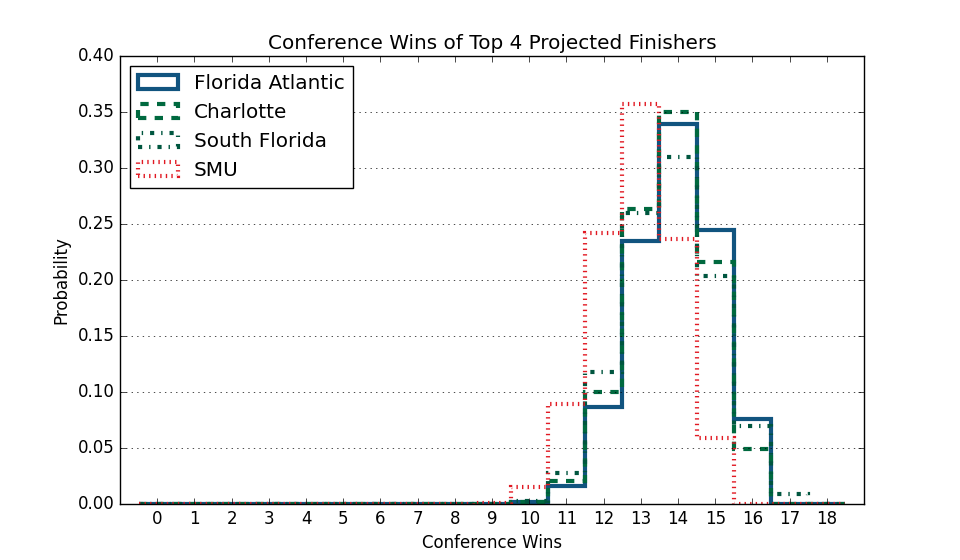 Conference Wins of Top 4 Projected Finishers
0.40
0.35
0.30
0.25
0.20
0.15
0.10
0.05
0.00
Probability
Florida Atlantic
Charlotte
South Florida
SMU
0 1 2 3 4 5 6 7 8 9 10 11 12 13 14 15 16 17 18
Conference Wins